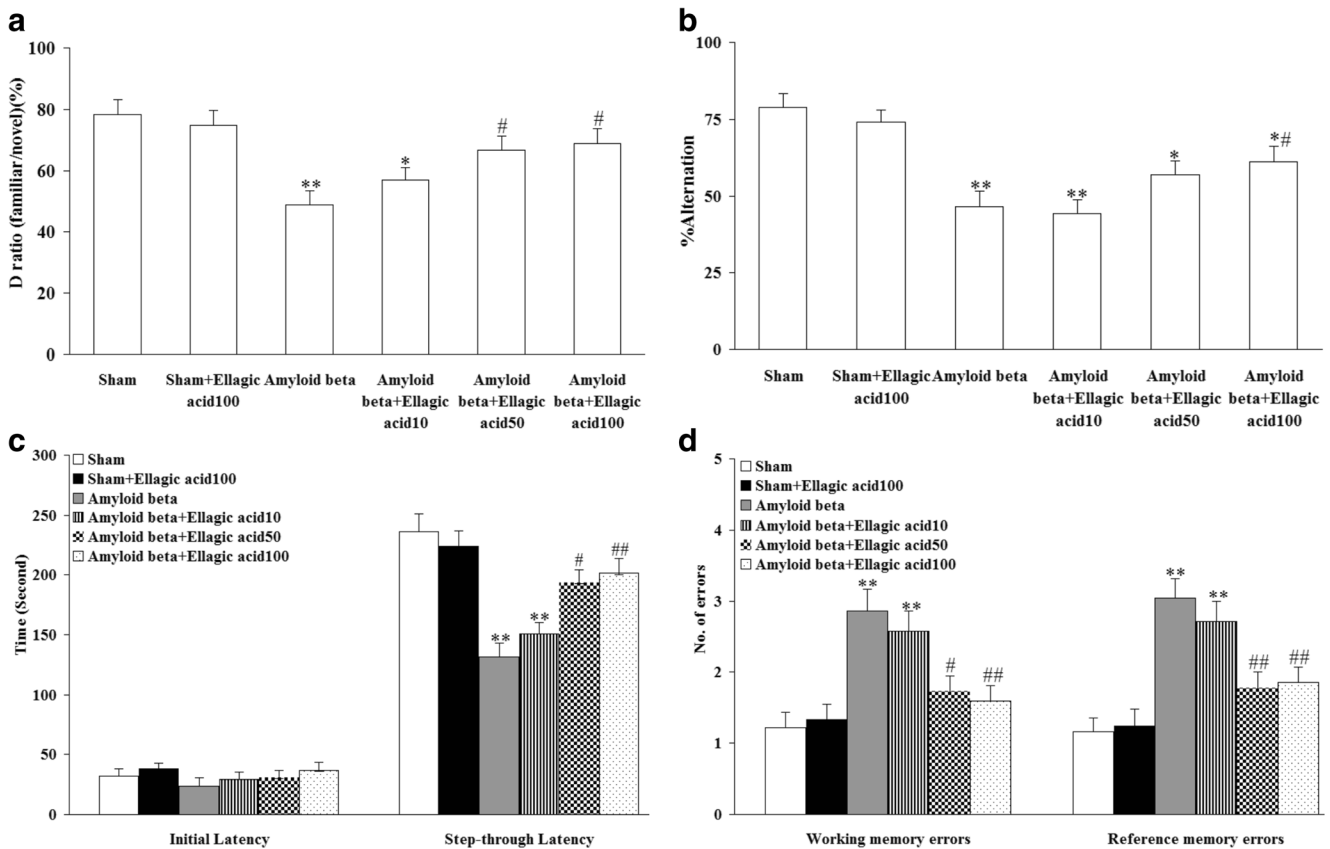 a
D ratio (familiar/novel)(%)
100
80
60
40
20
0
**
*
#
#
Sham
Sham+Ellagic
acid100
Amyloid beta
Amyloid
beta+Ellagic
acid10
Amyloid
beta+Ellagic
acid50
Amyloid
beta+Ellagic
acid100
b
%Alternation
100
75
50
25
0
**
**
*
*#
Sham
Sham+Ellagic
acid100
Amyloid beta
Amyloid
beta+Ellagic
acid10
Amyloid
beta+Ellagic
acid50
Amyloid
beta+Ellagic
acid100
c
Time (Second)
300
250
200
150
100
50
0
Sham
Sham+Ellagic acid100
Amyloid beta
Amyloid beta+Ellagic acid10
Amyloid beta+Ellagic acid50
Amyloid beta+Ellagic acid100
**
**
#
##
Initial Latency
Step-through Latency
d
No. of errors
5
4
3
2
1
0
Sham
Sham+Ellagic acid100
Amyloid beta
Amyloid beta+Ellagic acid10
Amyloid beta+Ellagic acid50
Amyloid beta+Ellagic acid100
**
**
#
##
**
**
##
##
Working memory errors
Reference memory errors